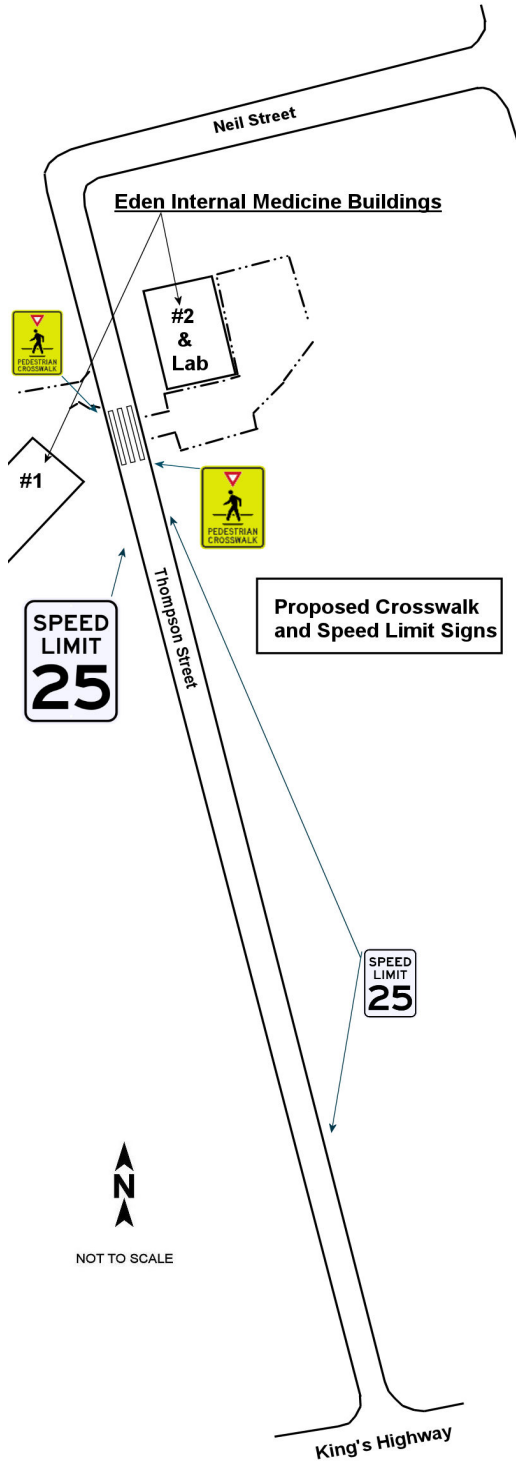 Neil Street
Eden Internal Medicine Buildings
#2
&
Lab
PEDESTRIAN
CROSSWALK
#1
PEDESTRIAN
CROSSWALK
Thompson Street
Proposed Crosswalk
and Speed Limit Signs
SPEED
LIMIT
25
SPEED
LIMIT
25
N
NOT TO SCALE
King's Highway